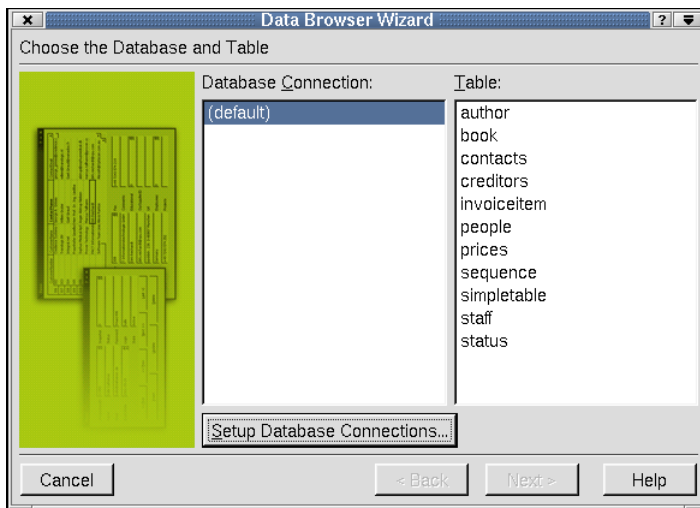 Data Browser Wizard
?
Choose the Database and Table
Database Connection:
Table:
(default)
author
book
contacts
creditors
invoiceitem
people
prices
sequence
simpletable
staff
status
Setup Database Connections...
Cancel
< Back
Next >
Help